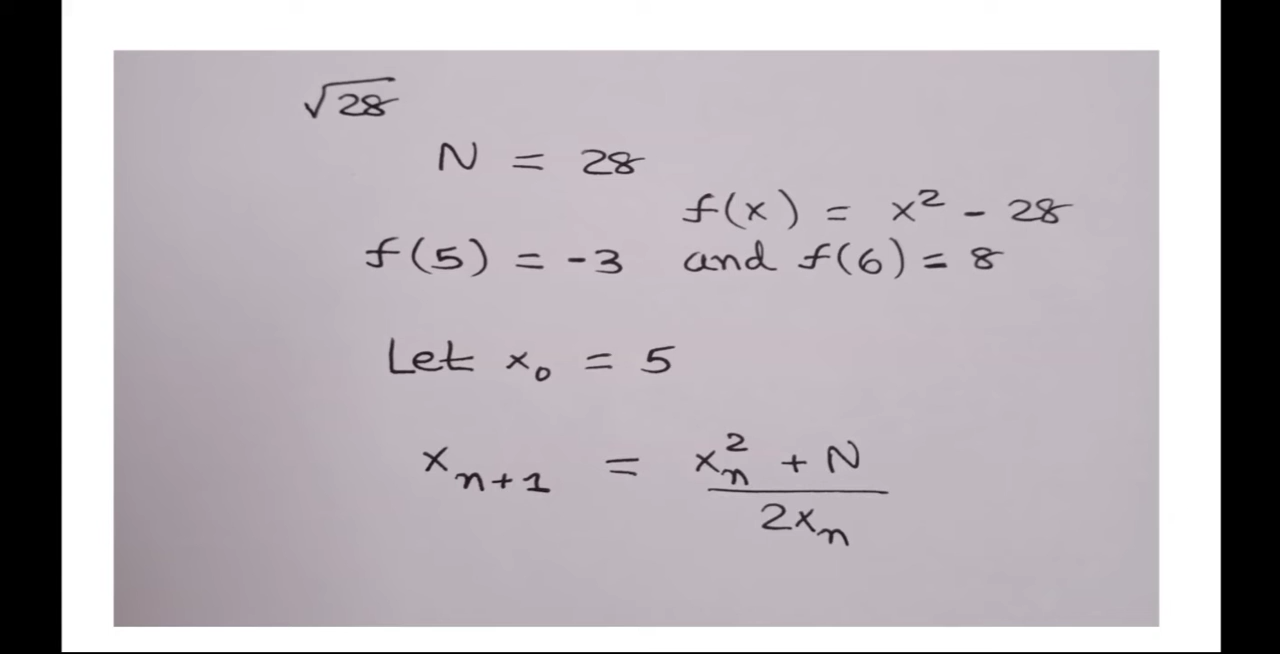 √28
N = 28
f(x) = x² - 28
f(5) = -3 and f(6) = 8
Let x₀ = 5
xₙ₊₁ = (xₙ² + N) / 2xₙ